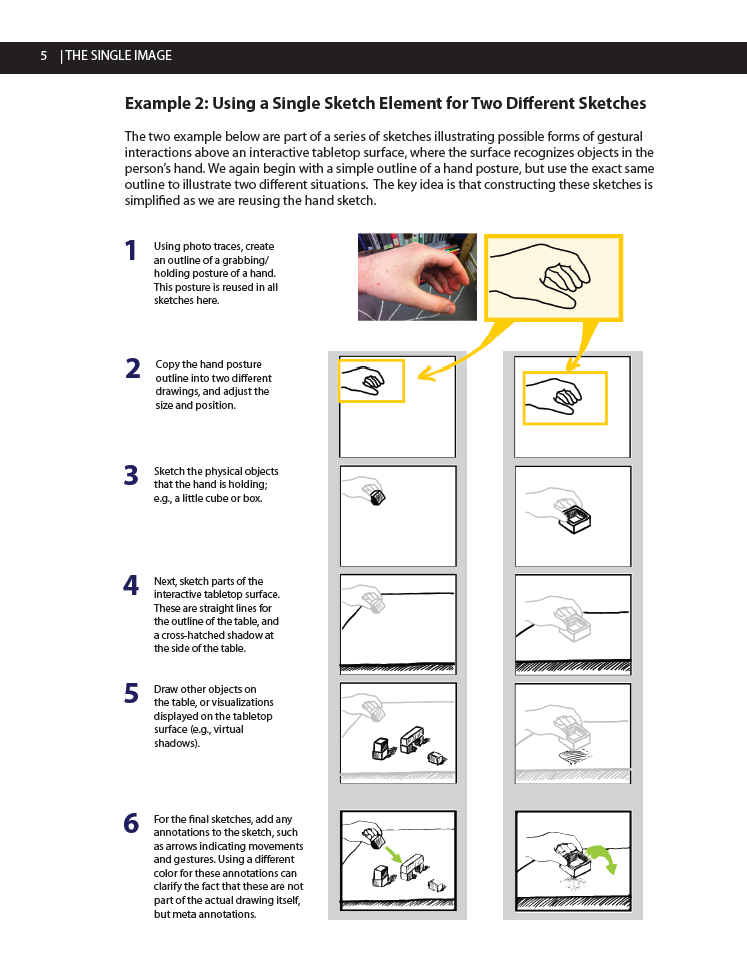 5 | THE SINGLE IMAGE
Example 2: Using a Single Sketch Element for Two Different Sketches
The two example below are part of a series of sketches illustrating possible forms of gestural
interactions above an interactive tabletop surface, where the surface recognizes objects in the
person's hand. We again begin with a simple outline of a hand posture, but use the exact same
outline to illustrate two different situations. The key idea is that constructing these sketches is
simplified as we are reusing the hand sketch.
1
Using photo traces, create
an outline of a grabbing/
holding posture of a hand.
This posture is reused in all
sketches here.
2
Copy the hand posture
outline into two different
drawings, and adjust the
size and position.
3
Sketch the physical objects
that the hand is holding;
e.g., a little cube or box.
4
Next, sketch parts of the
interactive tabletop surface.
These are straight lines for
the outline of the table, and
a cross-hatched shadow at
the side of the table.
5
Draw other objects on
the table, or visualizations
displayed on the tabletop
surface (e.g., virtual
shadows).
6
For the final sketches, add any
annotations to the sketch, such
as arrows indicating movements
and gestures. Using a different
color for these annotations can
clarify the fact that these are not
part of the actual drawing itself,
but meta annotations.